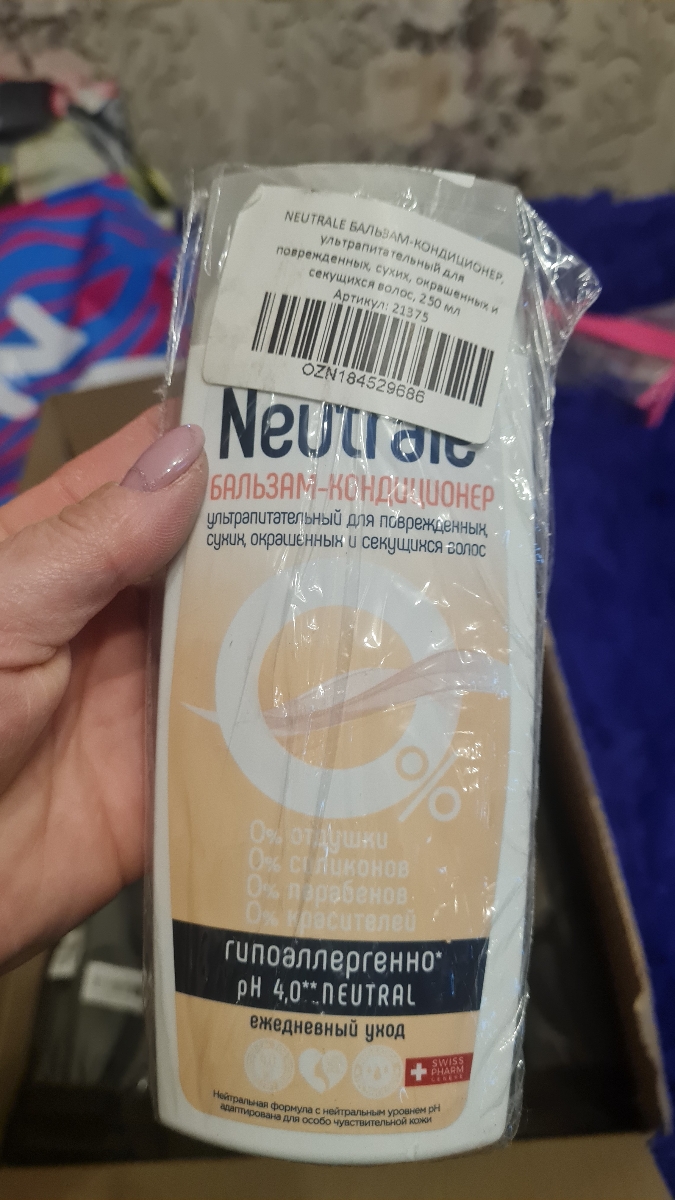 NEUTRALE БАЛЬЗАМ-КОНДИЦИОНЕР,
ультрапитательный для
поврежденных, сухих, окрашенных и
секущихся волос, 250 мл
Артикул: 21375
OZN184529686
Neutrale
БАЛЬЗАМ-КОНДИЦИОНЕР
ультрапитательный для поврежденных,
сухих, окрашенных и секущихся волос
0%
0% отдушки
0% силиконов
0% парабенов
0% красителей
гипоаллергенно*
pH 4,0** NEUTRAL
ежедневный уход
SWISS
PHARM
GENEVE
Нейтральная формула с нейтральным уровнем pH
адаптирована для особо чувствительной кожи